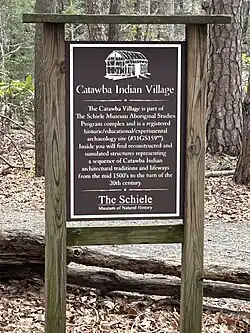 Catawba Indian Village
The Catawba Village is part of
The Schiele Museum Aboriginal Studies
Program complex and is a registered
historic/educational/experimental
archaeology site (#31GS159**)
Inside you will find reconstructed and
simulated structures representing
a sequence of Catawba Indian
architectural traditions and lifeways
from the mid 1500's to the turn of the
20th century.
The Schiele
Museum of Natural History